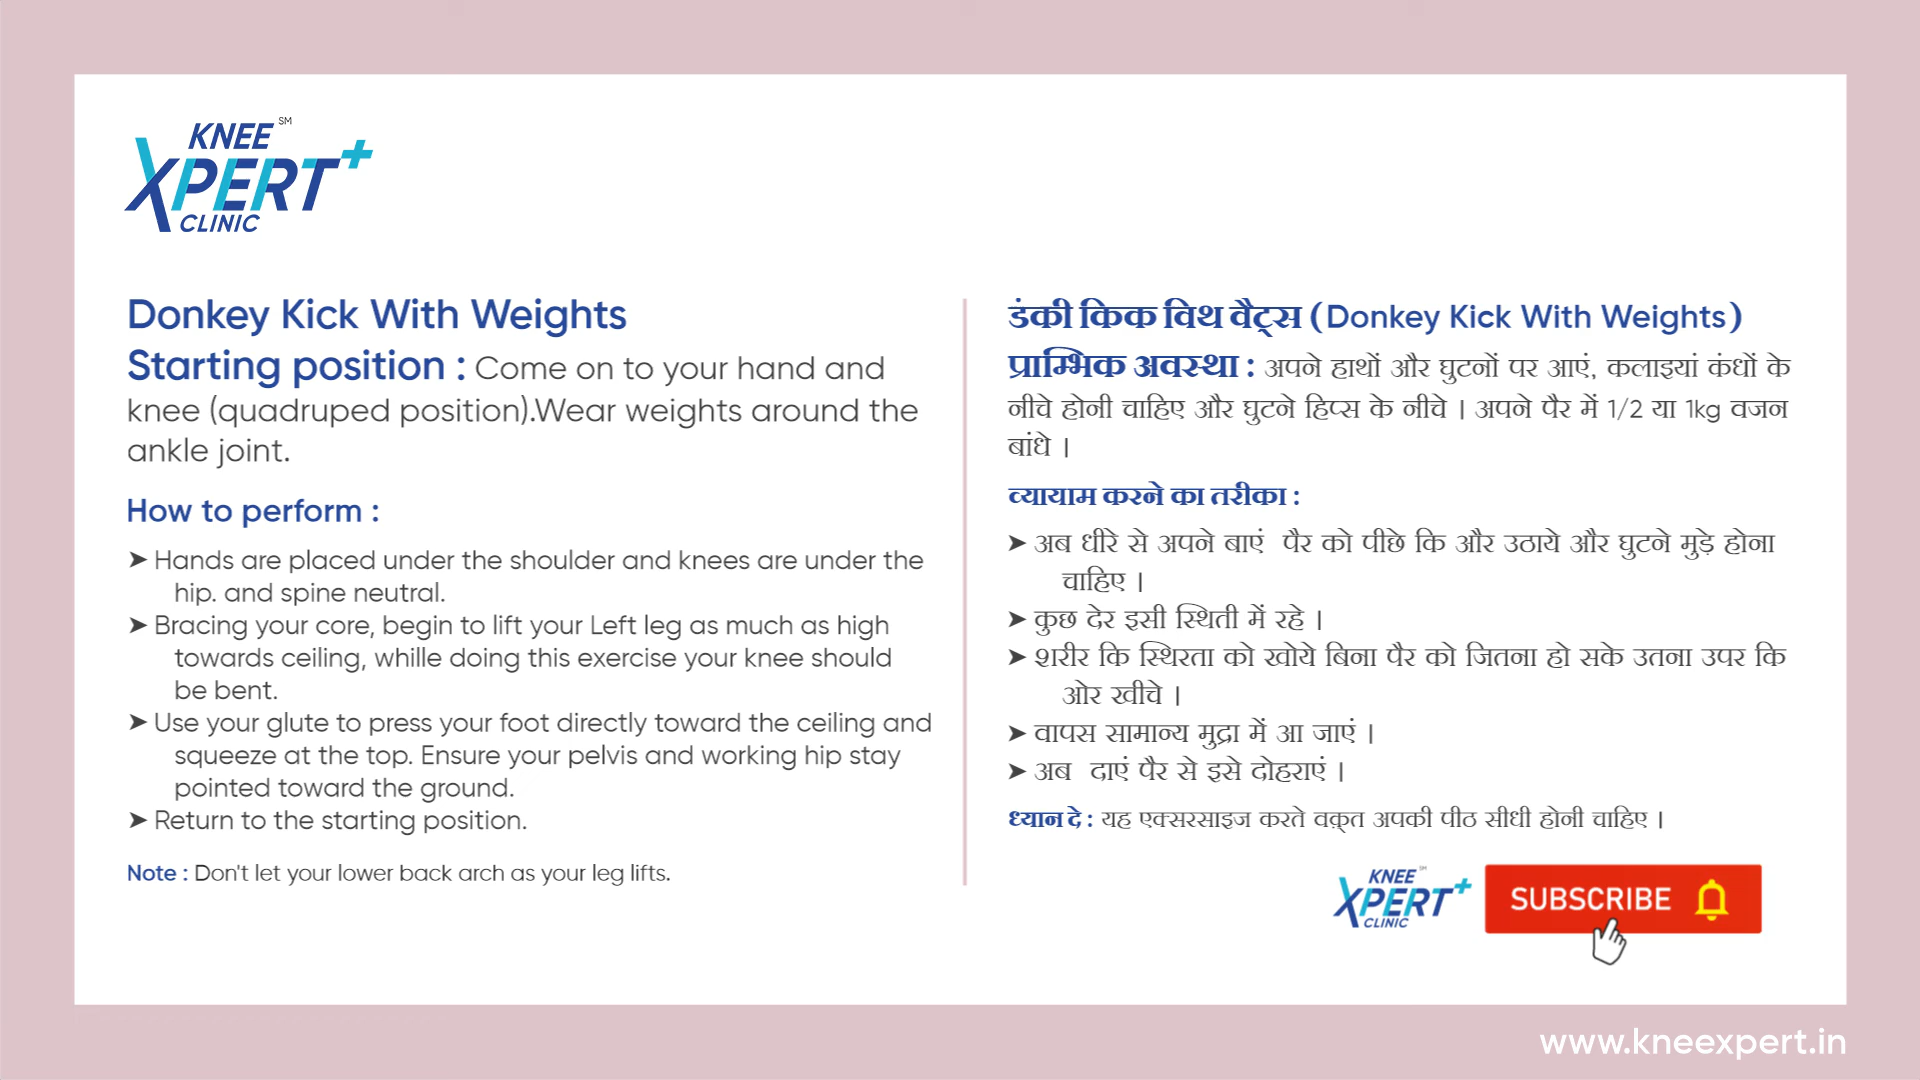 KNEE SM
XPERT+
CLINIC
Donkey Kick With Weights
Starting position : Come on to your hand and
knee (quadruped position).Wear weights around the
ankle joint.
How to perform :
➤ Hands are placed under the shoulder and knees are under the
hip. and spine neutral.
➤ Bracing your core, begin to lift your Left leg as much as high
towards ceiling, whille doing this exercise your knee should
be bent.
➤ Use your glute to press your foot directly toward the ceiling and
squeeze at the top. Ensure your pelvis and working hip stay
pointed toward the ground.
➤ Return to the starting position.
Note : Don't let your lower back arch as your leg lifts.
डंकी किक विथ वैट्स (Donkey Kick With Weights)
प्राम्भिक अवस्था : अपने हाथों और घुटनों पर आएं, कलाइयां कंधों के
नीचे होनी चाहिए और घुटने हिप्स के नीचे । अपने पैर में 1/2 या 1kg वजन
बांधे ।
व्यायाम करने का तरीका :
➤ अब धीरे से अपने बाएं पैर को पीछे कि और उठाये और घुटने मुड़े होना
चाहिए ।
➤ कुछ देर इसी स्थिती में रहे ।
➤ शरीर कि स्थिरता को खोये बिना पैर को जितना हो सके उतना उपर कि
ओर खीचे ।
➤ वापस सामान्य मुद्रा में आ जाएं ।
➤ अब दाएं पैर से इसे दोहराएं ।
ध्यान दे : यह एक्सरसाइज करते वक़्त अपकी पीठ सीधी होनी चाहिए ।
KNEE SM
XPERT+
CLINIC
SUBSCRIBE
www.kneexpert.in